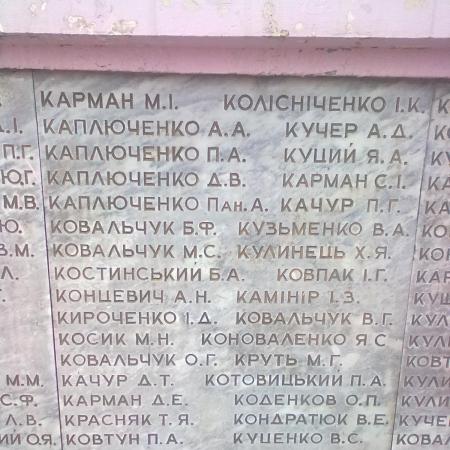 КАРМАН М.І. КОЛІСНІЧЕНКО І.К.
Д.І. КАПЛЮЧЕНКО А.А. КУЧЕР А.Д.
П.Г. КАПЛЮЧЕНКО П.А. КУЦИЙ Я.А.
Ю.Г. КАПЛЮЧЕНКО Д.В. КАРМАН С.І.
М.В. КАПЛЮЧЕНКО Пан.А. КАЧУР П.Г.
КОВАЛЬЧУК Б.Ф. КУЗЬМЕНКО В.А.
В.М. КОВАЛЬЧУК М.С. КУЛИНЕЦЬ Х.Я.
КОСТИНСЬКИЙ Б.А. КОВПАК І.Г.
КОНЦЕВИЧ А.Н. КАМІНІР І.З.
КИРОЧЕНКО І.Д. КОВАЛЬЧУК В.Г.
КОСИК М.Н. КОНОВАЛЕНКО Я.С
КОВАЛЬЧУК О.Г. КРУТЬ М.Г.
М.М. КАЧУР Д.Т. КОТОВИЦЬКИЙ П.А.
С.Ф. КАРМАН Д.Е. КОДЕНКОВ О.П.
Л.В. КРАСНЯК Т.Я. КОНДРАТЮК В.Е.
О.Я. КОВТУН П.А. КУЦЕНКО В.С.